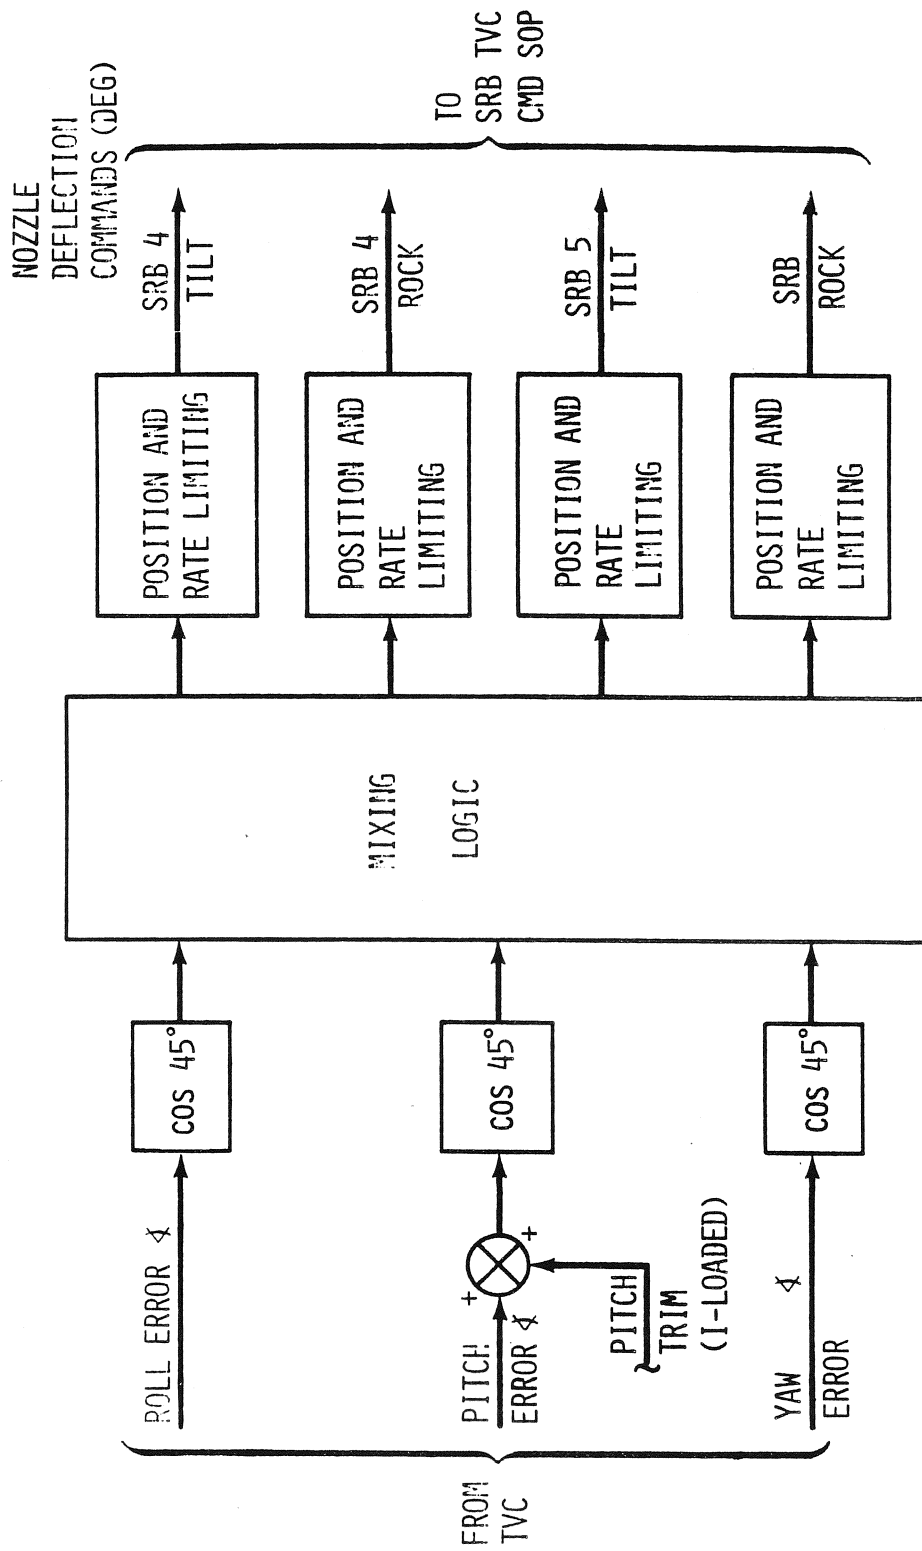 FROM
TVC
ROLL ERROR ∢
PITCH
ERROR ∢
+
+
PITCH
TRIM
(I-LOADED)
YAW ∢
ERROR
COS 45°
COS 45°
COS 45°
MIXING
LOGIC
POSITION AND
RATE LIMITING
POSITION AND
RATE
LIMITING
POSITION AND
RATE
LIMITING
POSITION AND
RATE
LIMITING
NOZZLE
DEFLECTION
COMMANDS (DEG)
SRB 4
TILT
SRB 4
ROCK
SRB 5
TILT
SRB
ROCK
TO
SRB TVC
CMD SOP